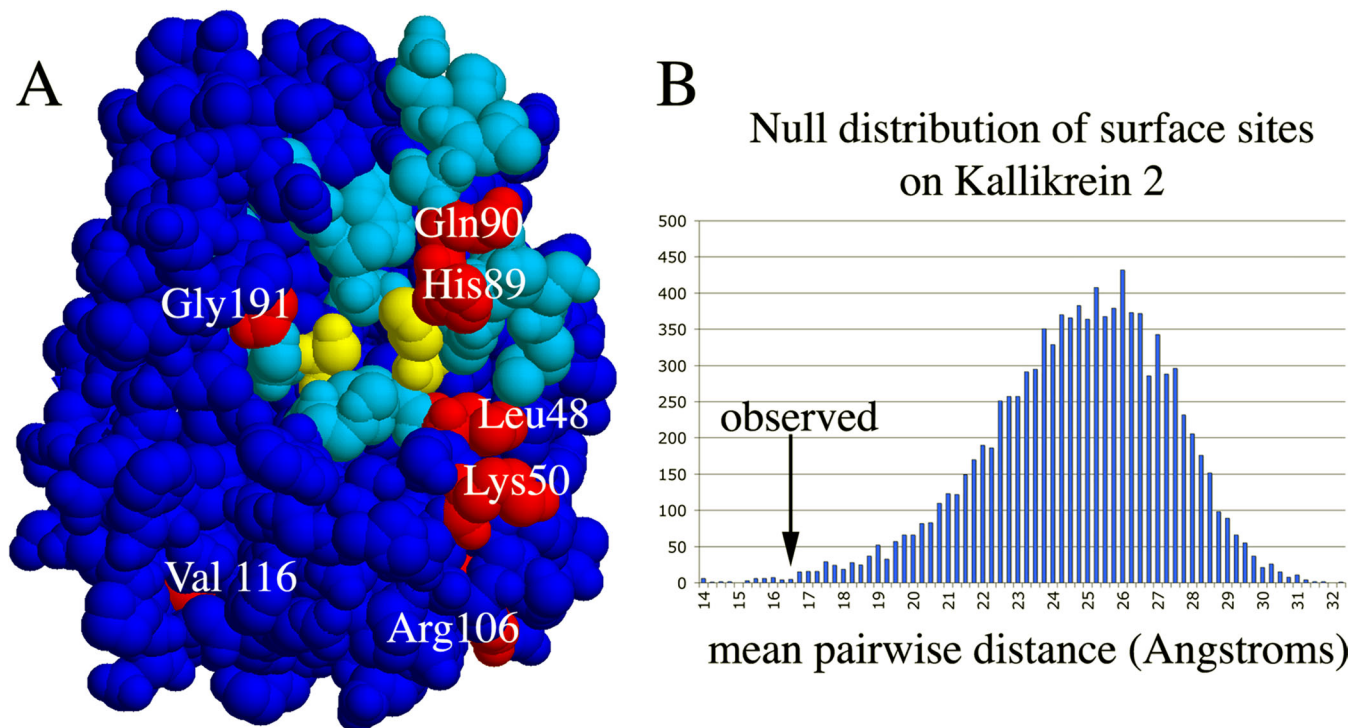 A
Gln90
His89
Gly191
Leu48
Lys50
Val 116
Arg106
B
Null distribution of surface sites
on Kallikrein 2
500
450
400
350
300
250
200
150
100
50
0
observed
14
15
16
17
18
19
20
21
22
23
24
25
26
27
28
29
30
31
32
mean pairwise distance (Angstroms)